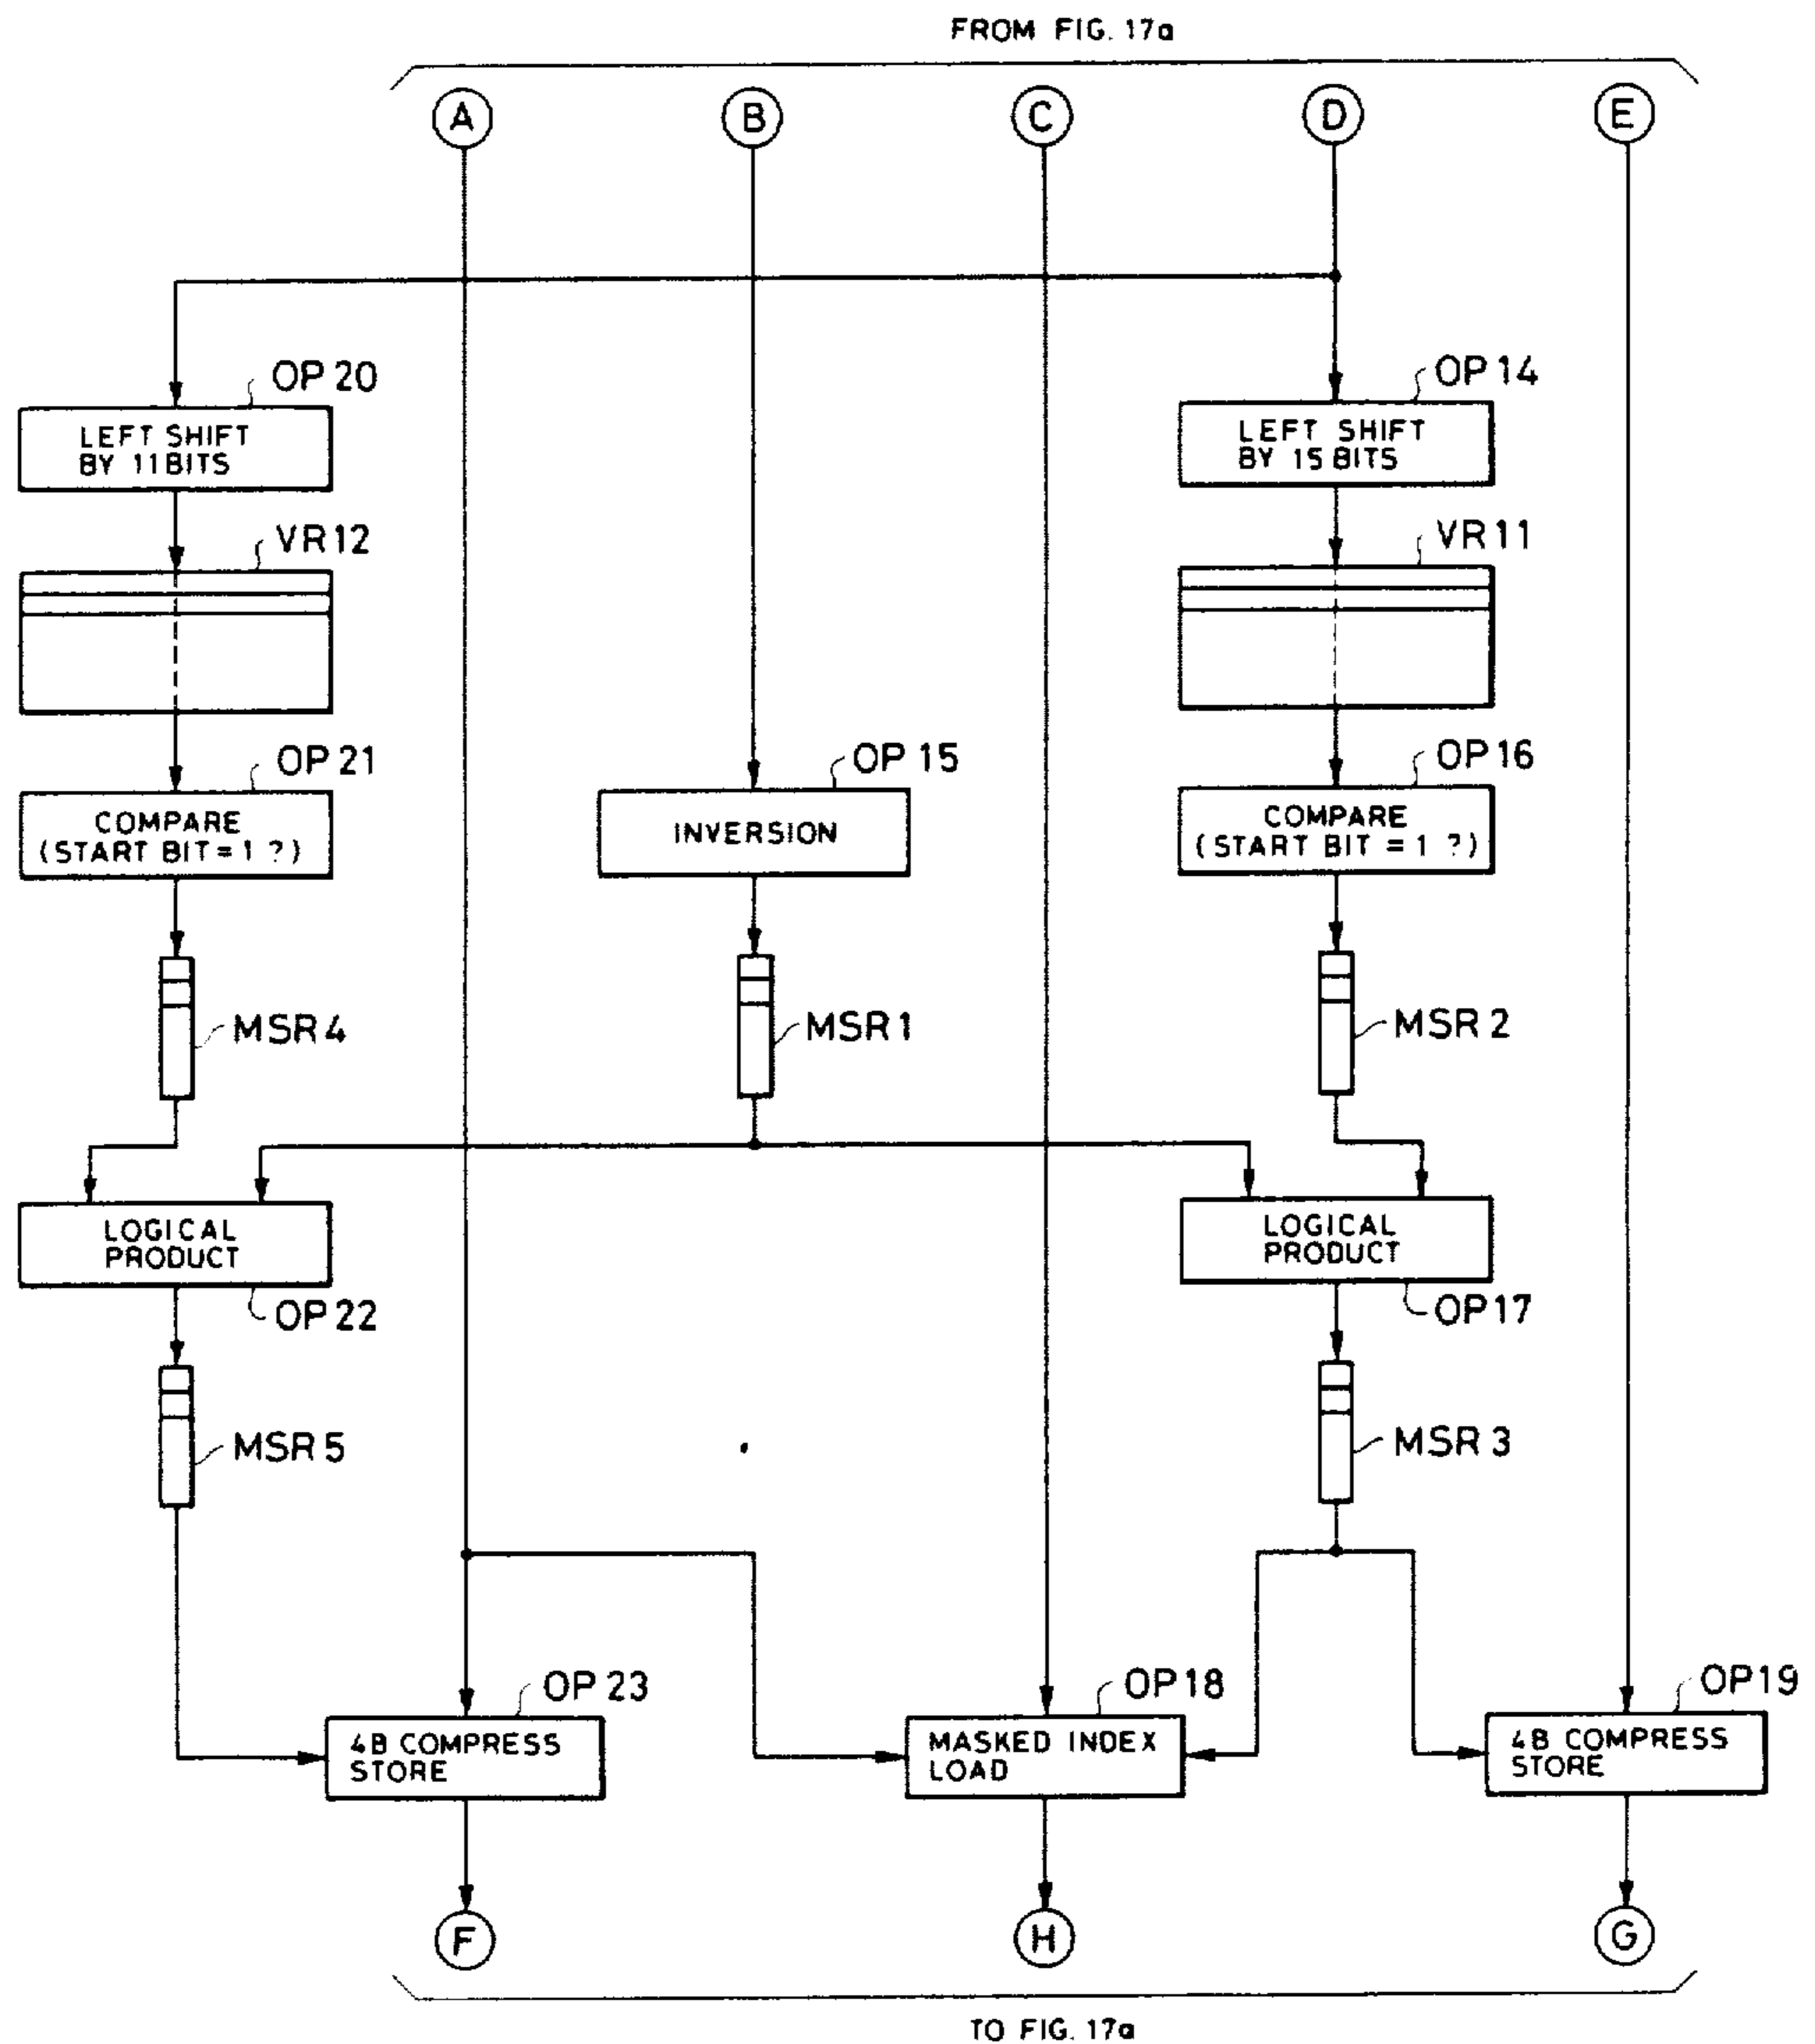 FROM FIG. 17a
A
B
C
D
E
OP 20
OP 14
LEFT SHIFT
BY 11 BITS
LEFT SHIFT
BY 15 BITS
VR 12
VR 11
OP 21
OP 15
OP 16
COMPARE
(START BIT = 1 ?)
INVERSION
COMPARE
(START BIT = 1 ?)
MSR 4
MSR 1
MSR 2
LOGICAL
PRODUCT
LOGICAL
PRODUCT
OP 22
OP 17
MSR 5
MSR 3
OP 23
OP 18
OP 19
4B COMPRESS
STORE
MASKED INDEX
LOAD
4B COMPRESS
STORE
F
H
G
TO FIG. 17a